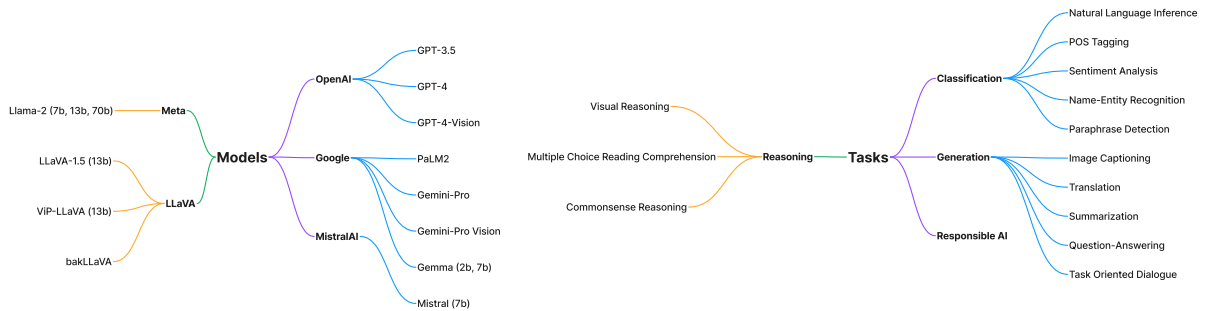 Models
Meta
Llama-2 (7b, 13b, 70b)
LLaVA
LLaVA-1.5 (13b)
ViP-LLaVA (13b)
bakLLaVA
OpenAI
GPT-3.5
GPT-4
GPT-4-Vision
Google
PaLM2
Gemini-Pro
Gemini-Pro Vision
Gemma (2b, 7b)
MistralAI
Mistral (7b)
Tasks
Reasoning
Visual Reasoning
Multiple Choice Reading Comprehension
Commonsense Reasoning
Classification
Natural Language Inference
POS Tagging
Sentiment Analysis
Name-Entity Recognition
Paraphrase Detection
Generation
Image Captioning
Translation
Summarization
Question-Answering
Task Oriented Dialogue
Responsible AI